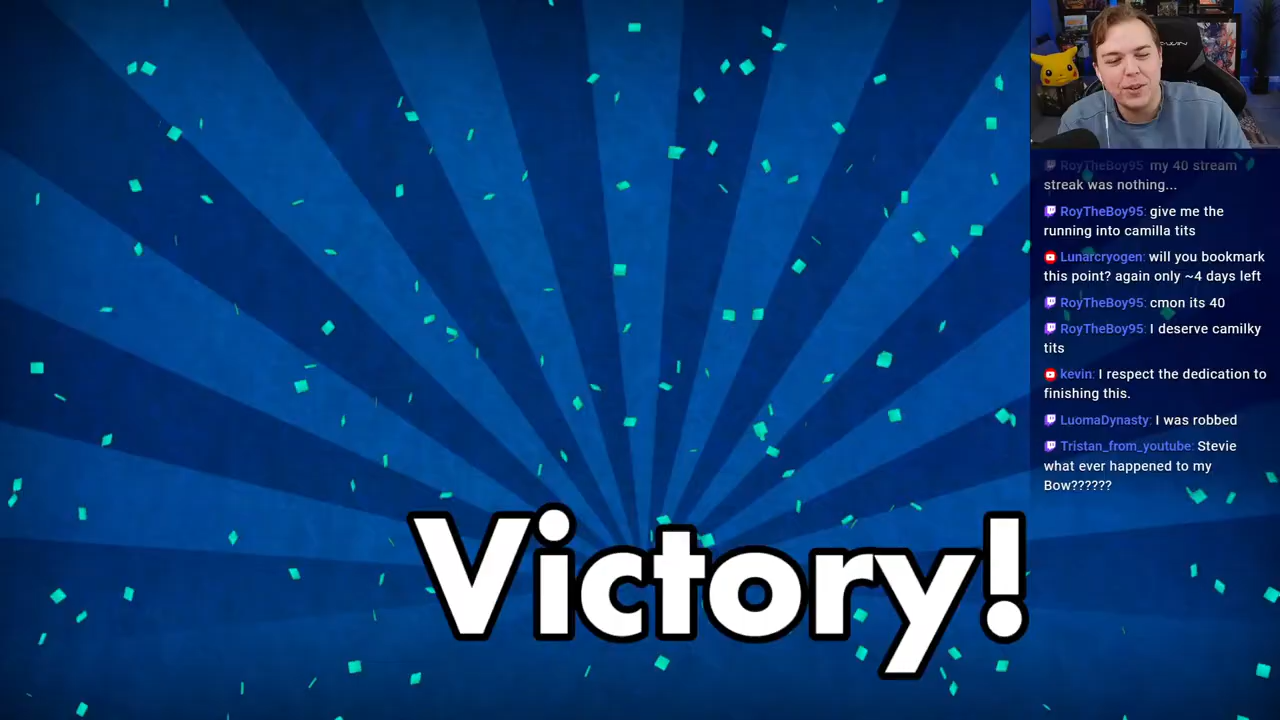 RoyTheBoy95: my 40 stream
streak was nothing...
RoyTheBoy95: give me the
running into camilla tits
Lunarcryogen: will you bookmark
this point? again only ~4 days left
RoyTheBoy95: cmon its 40
RoyTheBoy95: I deserve camilky
tits
kevin: I respect the dedication to
finishing this.
LuomaDynasty: I was robbed
Tristan_from_youtube: Stevie
what ever happened to my
Bow??????
Victory!